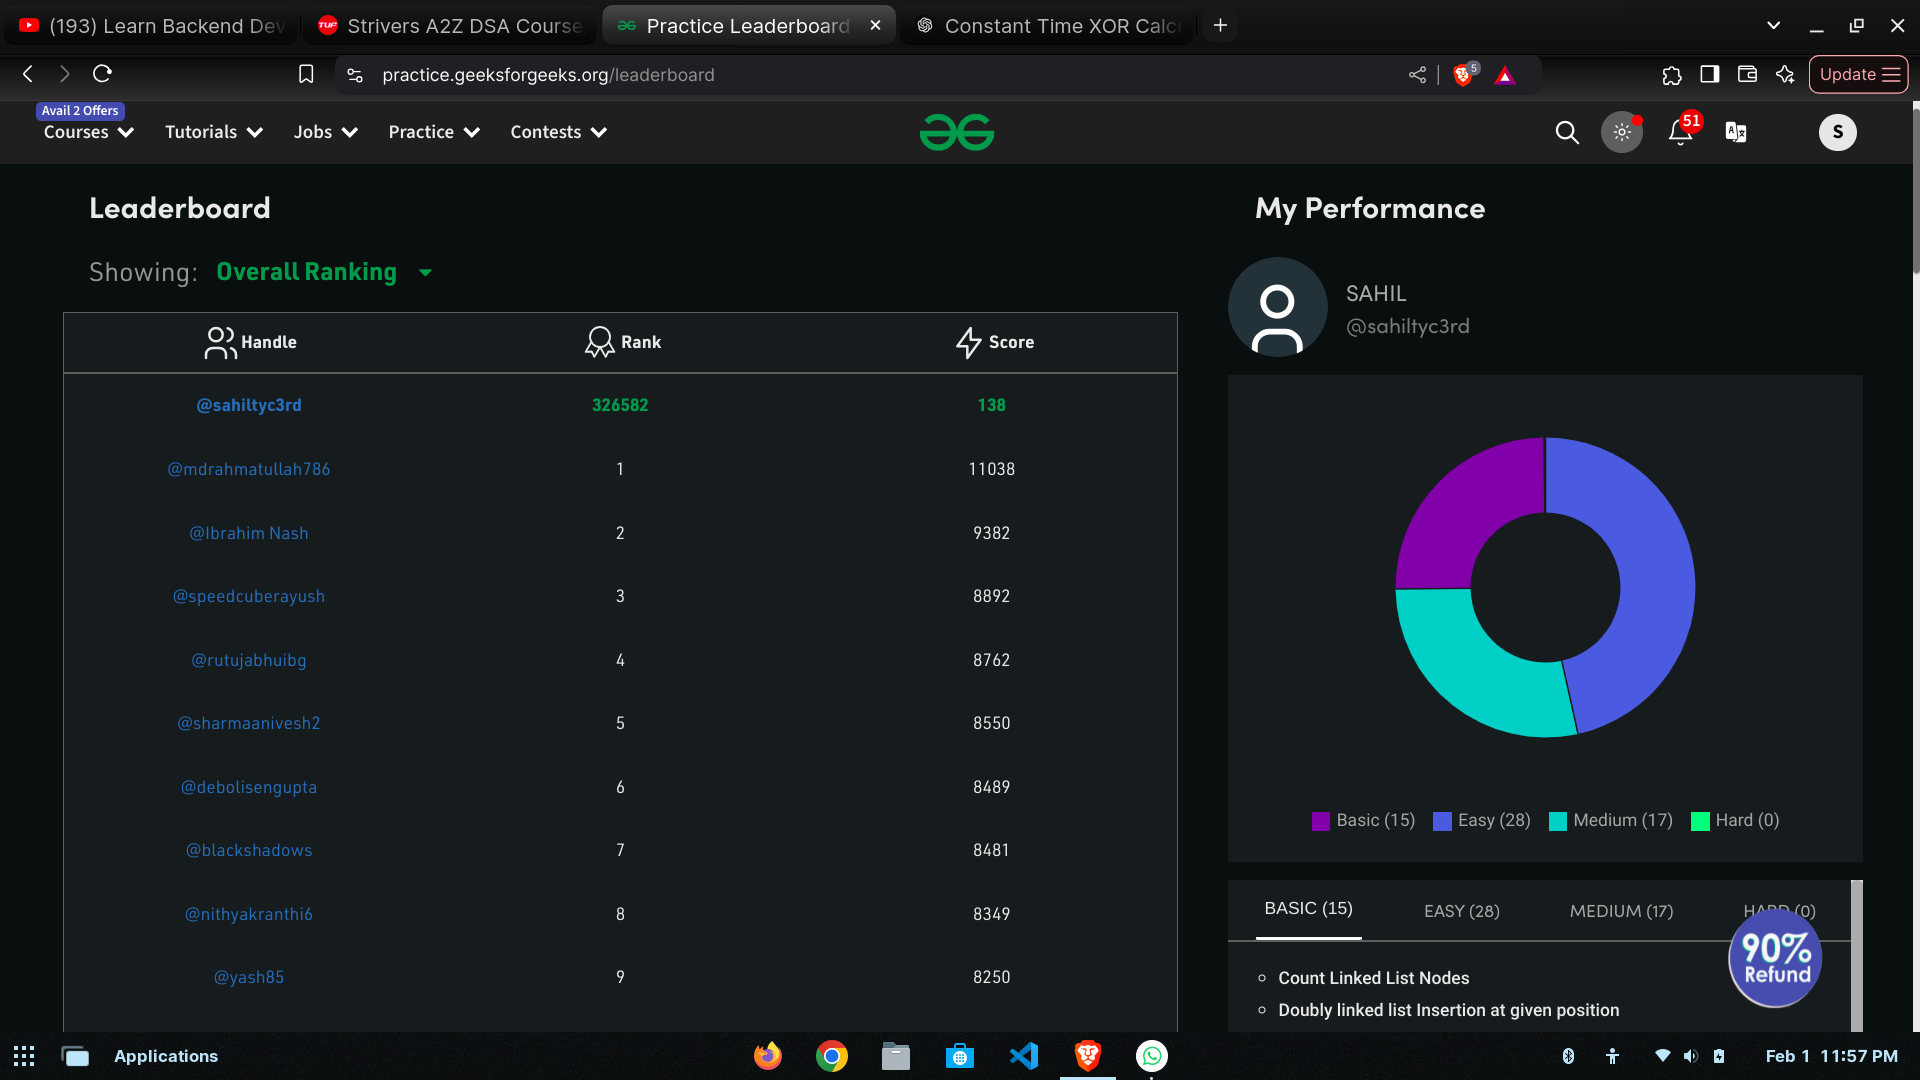 (193) Learn Backend Dev
Strivers A2Z DSA Course
Practice Leaderboard
Constant Time XOR Calcu
practice.geeksforgeeks.org/leaderboard
5
Update
Avail 2 Offers
Courses
Tutorials
Jobs
Practice
Contests
51
S
Leaderboard
Showing: Overall Ranking
Handle Rank Score
@sahiltyc3rd 326582 138
@mdrahmatullah786 1 11038
@Ibrahim Nash 2 9382
@speedcuberayush 3 8892
@rutujabhuibg 4 8762
@sharmaanivesh2 5 8550
@debolisengupta 6 8489
@blackshadows 7 8481
@nithyakranthi6 8 8349
@yash85 9 8250
My Performance
SAHIL
@sahiltyc3rd
Basic (15) Easy (28) Medium (17) Hard (0)
BASIC (15) EASY (28) MEDIUM (17) HARD (0)
90%
Refund
Count Linked List Nodes
Doubly linked list Insertion at given position
Applications
Feb 1 11:57 PM